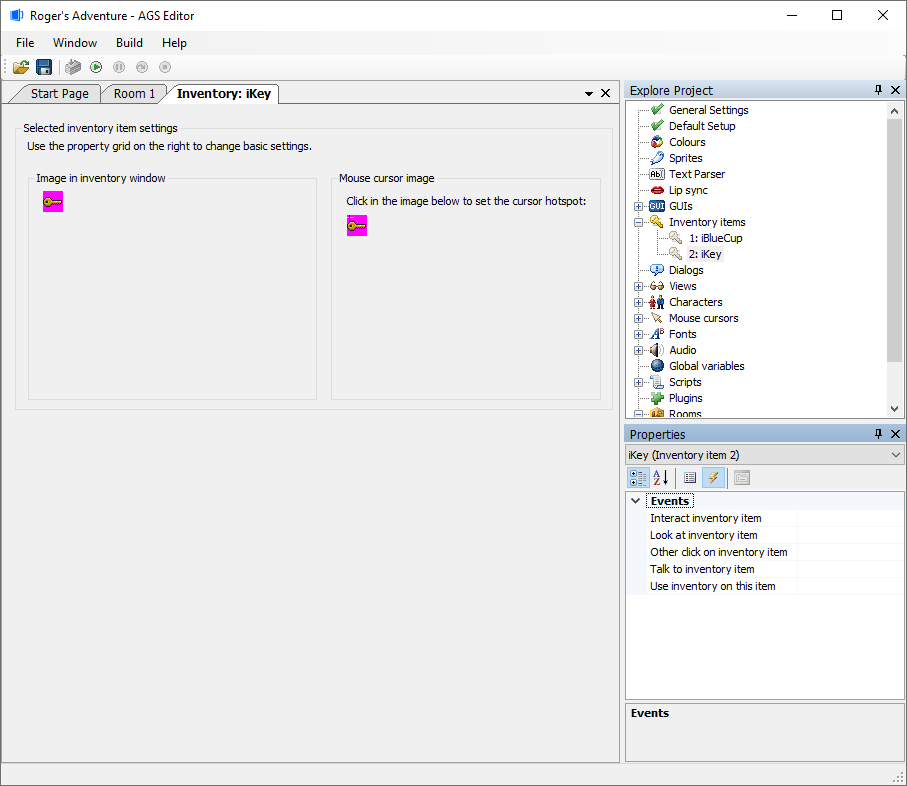 Roger's Adventure - AGS Editor
File Window Build Help
Start Page Room 1 Inventory: iKey
Selected inventory item settings
Use the property grid on the right to change basic settings.
Image in inventory window
Mouse cursor image
Click in the image below to set the cursor hotspot:
Explore Project
General Settings
Default Setup
Colours
Sprites
Ab] Text Parser
Lip sync
GUI GUIs
Inventory items
1: iBlueCup
2: iKey
Dialogs
Views
Characters
Mouse cursors
Fonts
Audio
Global variables
Scripts
Plugins
Rooms
Properties
iKey (Inventory item 2)
Events
Interact inventory item
Look at inventory item
Other click on inventory item
Talk to inventory item
Use inventory on this item
Events